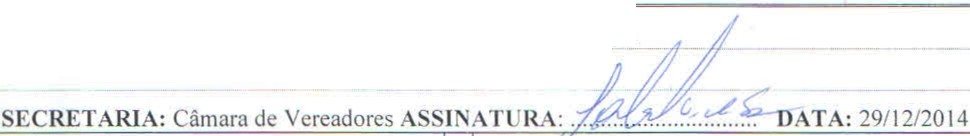 SECRETARIA: Câmara de Vereadores ASSINATURA: .............................. DATA: 29/12/2014